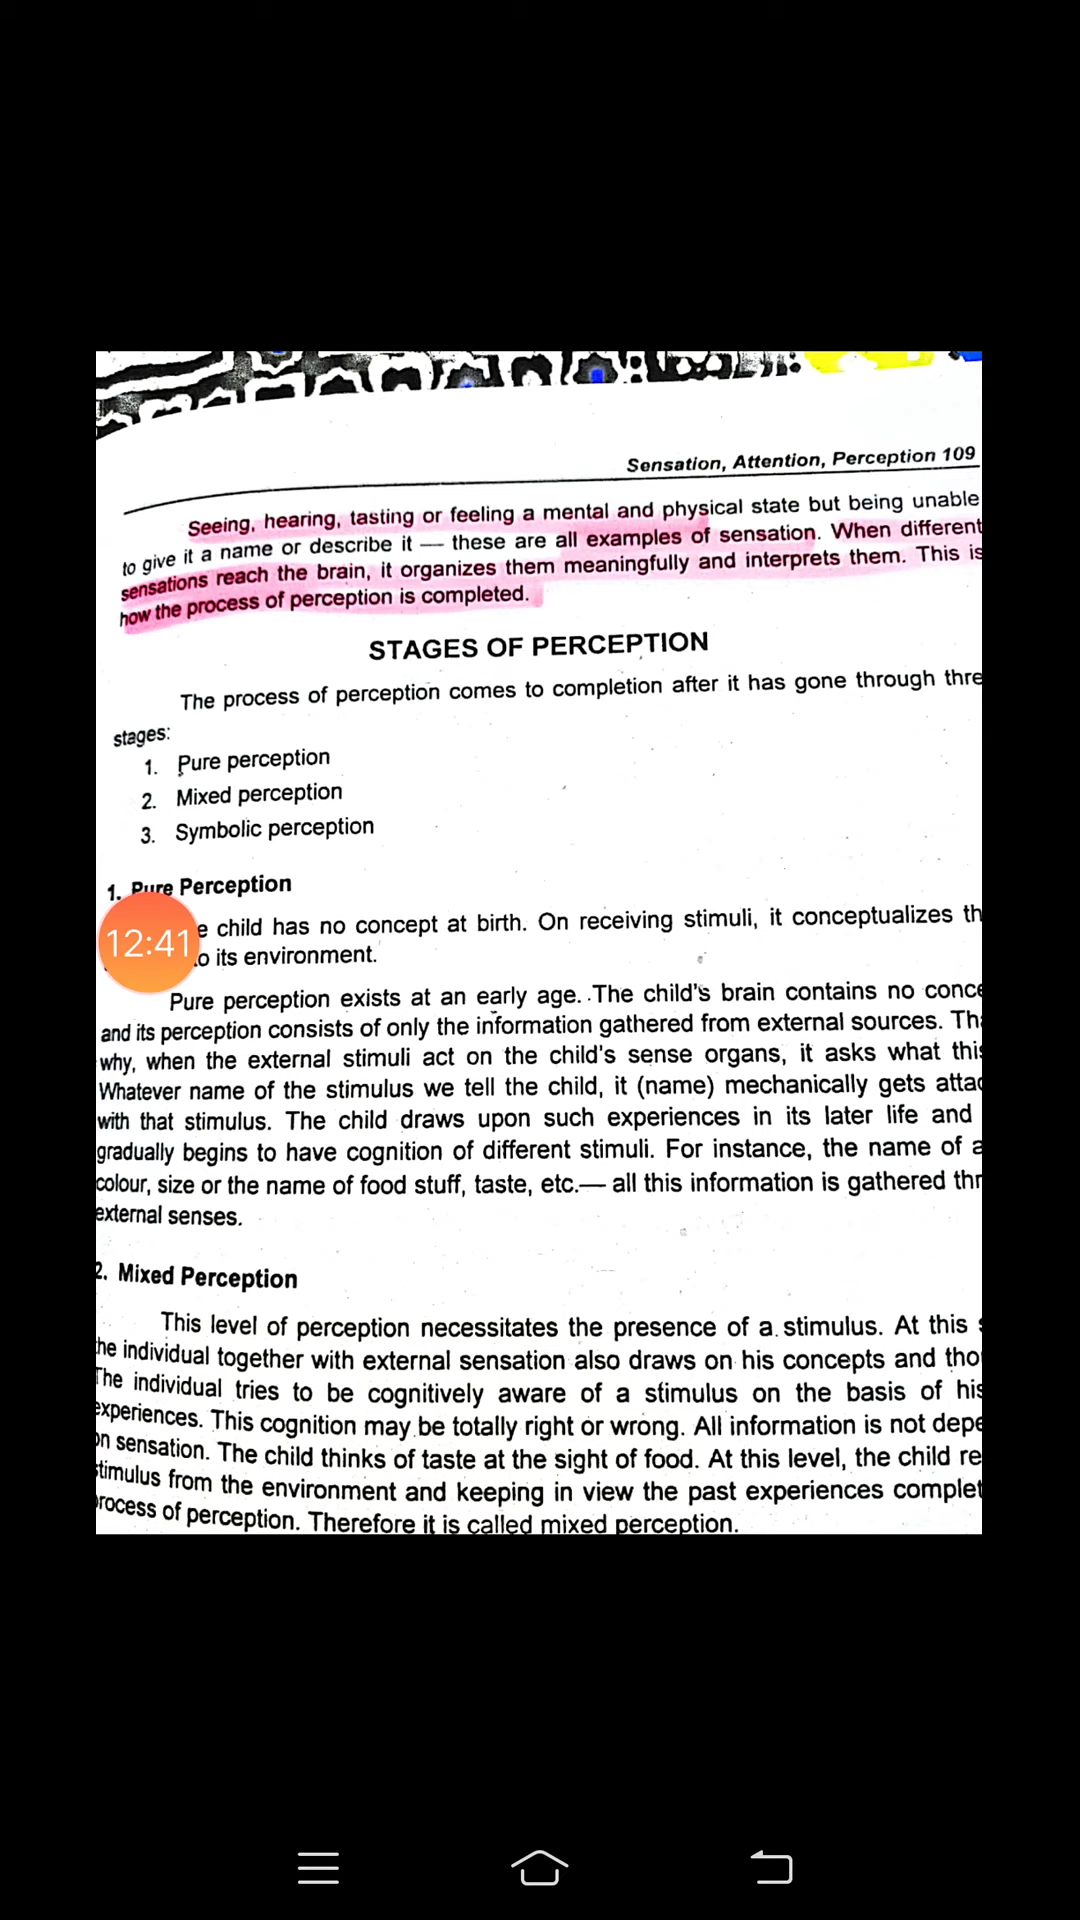 Sensation, Attention, Perception 109
Seeing, hearing, tasting or feeling a mental and physical state but being unable
to give it a name or describe it — these are all examples of sensation. When different
sensations reach the brain, it organizes them meaningfully and interprets them. This is
how the process of perception is completed.
STAGES OF PERCEPTION
The process of perception comes to completion after it has gone through thre
stages:
1. Pure perception
2. Mixed perception
3. Symbolic perception
1. Pure Perception
e child has no concept at birth. On receiving stimuli, it conceptualizes th
12:41
o its environment.
Pure perception exists at an early age. The child's brain contains no conce
and its perception consists of only the information gathered from external sources. Tha
why, when the external stimuli act on the child's sense organs, it asks what this
Whatever name of the stimulus we tell the child, it (name) mechanically gets attac
with that stimulus. The child draws upon such experiences in its later life and
gradually begins to have cognition of different stimuli. For instance, the name of a
colour, size or the name of food stuff, taste, etc.— all this information is gathered thr
external senses.
2. Mixed Perception
This level of perception necessitates the presence of a stimulus. At this s
he individual together with external sensation also draws on his concepts and tho
The individual tries to be cognitively aware of a stimulus on the basis of his
experiences. This cognition may be totally right or wrong. All information is not depe
on sensation. The child thinks of taste at the sight of food. At this level, the child re
stimulus from the environment and keeping in view the past experiences complet
process of perception. Therefore it is called mixed perception.